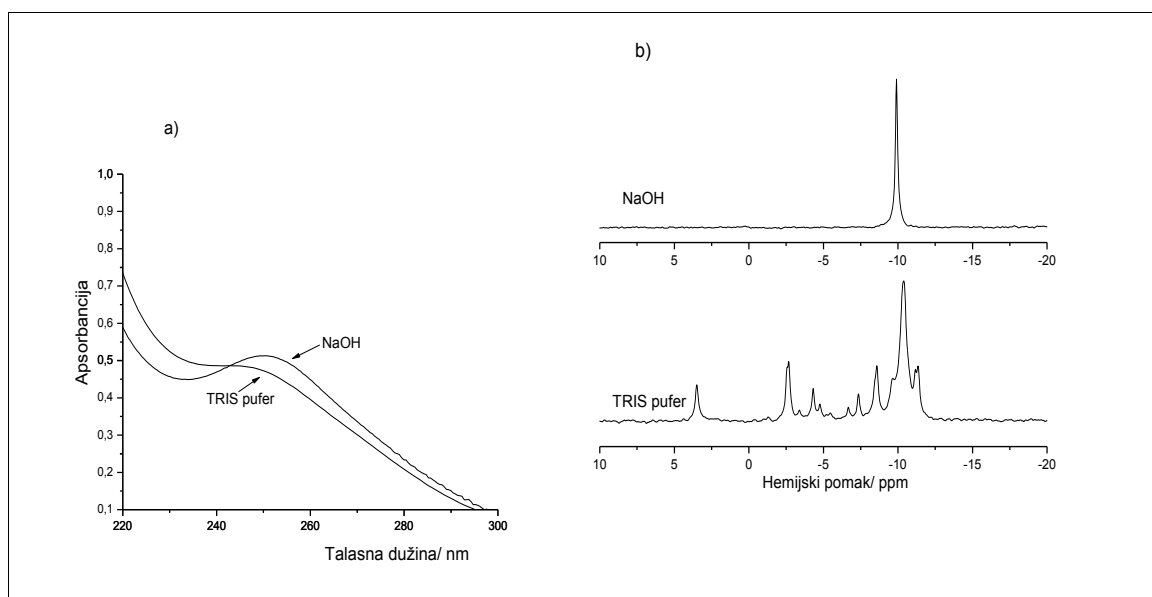 a)
1,0
0,9
0,8
0,7
0,6
0,5
0,4
0,3
0,2
0,1
220 240 260 280 300
Apsorbancija
Talasna dužina/ nm
NaOH
TRIS pufer
b)
NaOH
10 5 0 -5 -10 -15 -20
TRIS pufer
10 5 0 -5 -10 -15 -20
Hemijski pomak/ ppm